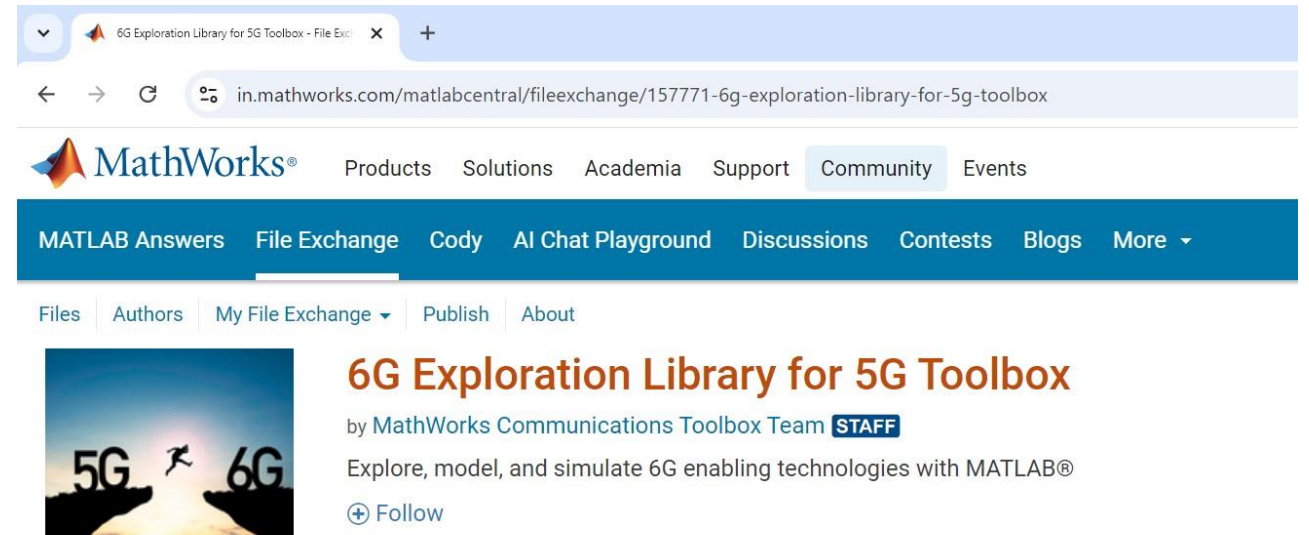 6G Exploration Library for 5G Toolbox - File Exc
in.mathworks.com/matlabcentral/fileexchange/157771-6g-exploration-library-for-5g-toolbox
MathWorks® Products Solutions Academia Support Community Events
MATLAB Answers File Exchange Cody AI Chat Playground Discussions Contests Blogs More
Files Authors My File Exchange Publish About
5G 6G
6G Exploration Library for 5G Toolbox
by MathWorks Communications Toolbox Team STAFF
Explore, model, and simulate 6G enabling technologies with MATLAB®
Follow